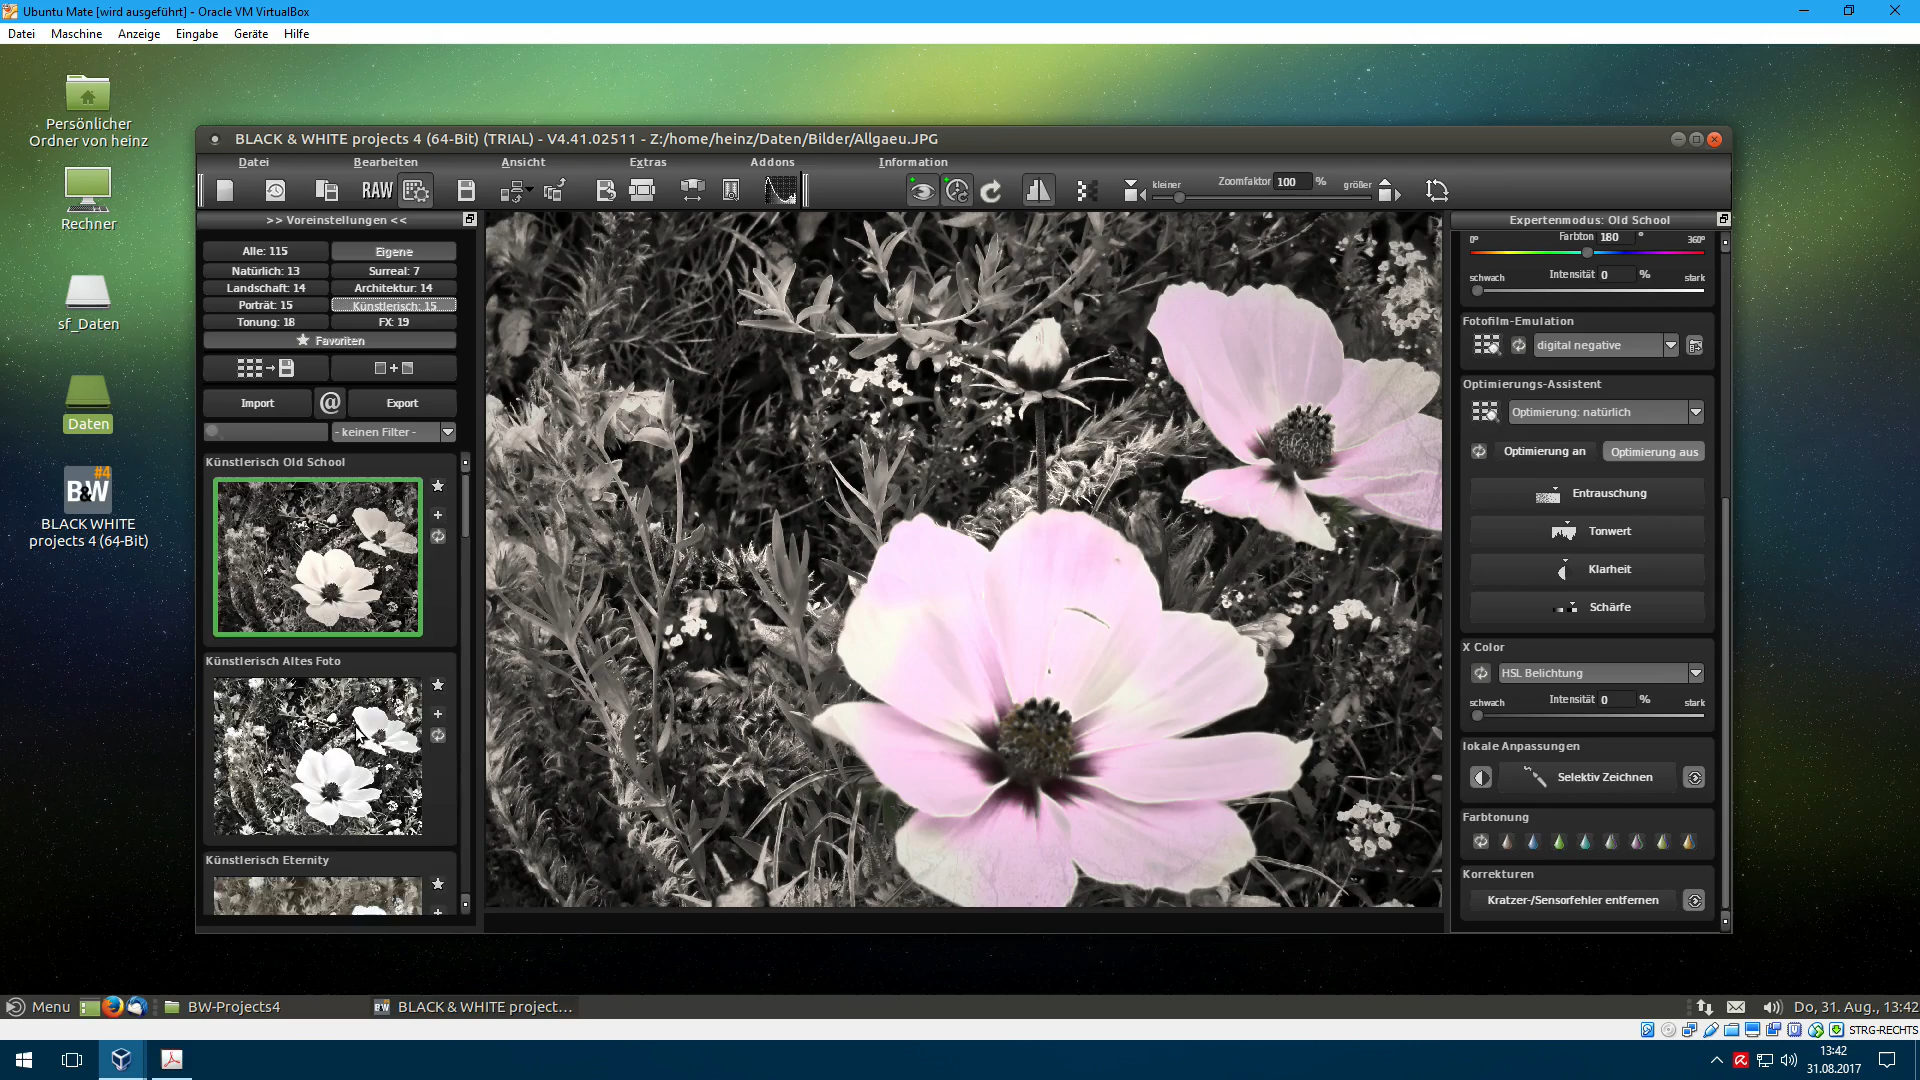 Ubuntu Mate [wird ausgeführt] - Oracle VM VirtualBox
Datei Maschine Anzeige Eingabe Geräte Hilfe
Persönlicher
Ordner von heinz
Rechner
sf_Daten
Daten
#4
B&W
BLACK WHITE
projects 4 (64-Bit)
BLACK & WHITE projects 4 (64-Bit) (TRIAL) - V4.41.02511 - Z:/home/heinz/Daten/Bilder/Allgaeu.JPG
Datei Bearbeiten Ansicht Extras Addons Information
RAW
kleiner Zoomfaktor 100 % größer
>> Voreinstellungen <<
Alle: 115 Eigene
Natürlich: 13 Surreal: 7
Landschaft: 14 Architektur: 14
Porträt: 15 Künstlerisch: 15
Tonung: 18 FX: 19
Favoriten
Import @ Export
- keinen Filter -
Künstlerisch Old School
Künstlerisch Altes Foto
Künstlerisch Eternity
Expertenmodus: Old School
0° Farbton 180 ° 360°
schwach Intensität 0 % stark
Fotofilm-Emulation
digital negative
Optimierungs-Assistent
Optimierung: natürlich
Optimierung an Optimierung aus
Entrauschung
Tonwert
Klarheit
Schärfe
X Color
HSL Belichtung
schwach Intensität 0 % stark
lokale Anpassungen
Selektiv Zeichnen
Farbtonung
Korrekturen
Kratzer-/Sensorfehler entfernen
Menu BW-Projects4 BW BLACK & WHITE project... Do, 31. Aug., 13:42
STRG-RECHTS
13:42
31.08.2017